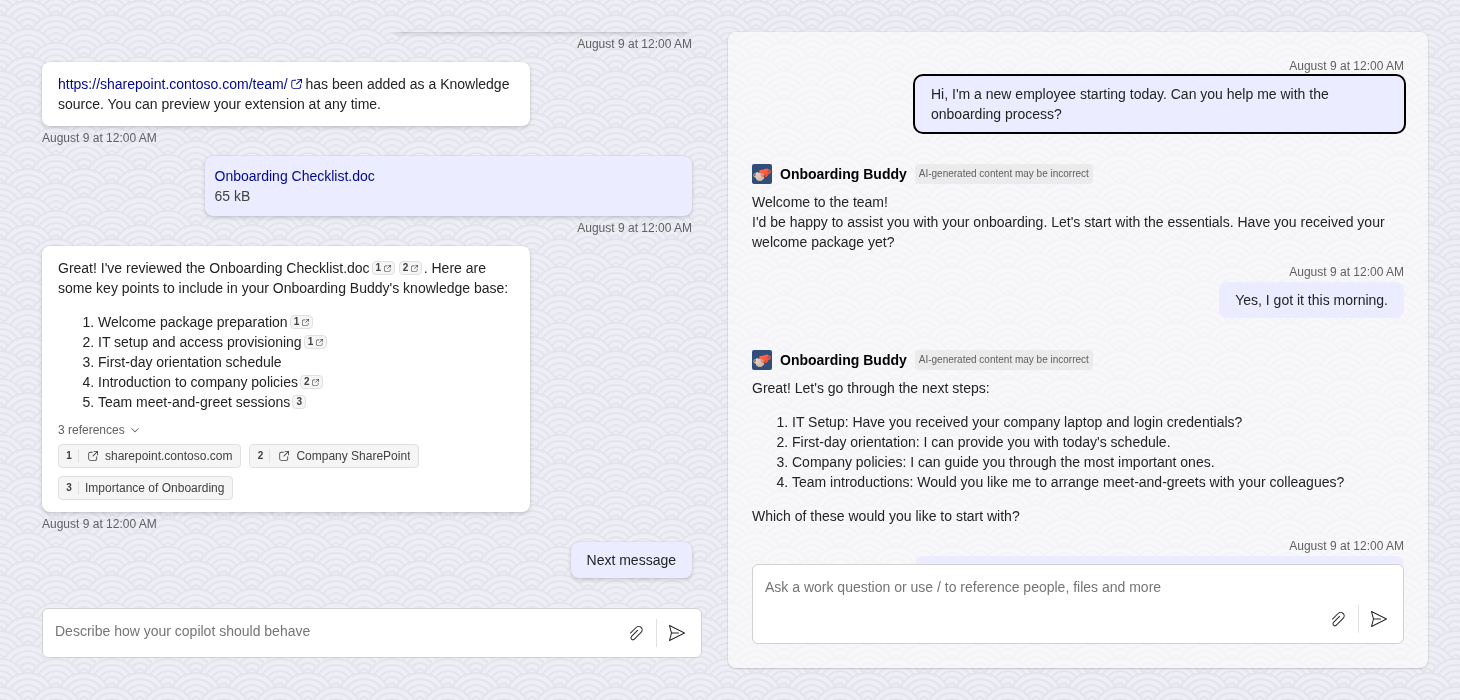 August 9 at 12:00 AM
https://sharepoint.contoso.com/team/ has been added as a Knowledge
source. You can preview your extension at any time.
August 9 at 12:00 AM
Onboarding Checklist.doc
65 kB
August 9 at 12:00 AM
Great! I've reviewed the Onboarding Checklist.doc 1 2 . Here are
some key points to include in your Onboarding Buddy's knowledge base:
1. Welcome package preparation 1
2. IT setup and access provisioning 1
3. First-day orientation schedule
4. Introduction to company policies 2
5. Team meet-and-greet sessions 3
3 references
1 sharepoint.contoso.com 2 Company SharePoint
3 Importance of Onboarding
August 9 at 12:00 AM
Next message
Describe how your copilot should behave
August 9 at 12:00 AM
Hi, I'm a new employee starting today. Can you help me with the
onboarding process?
Onboarding Buddy AI-generated content may be incorrect
Welcome to the team!
I'd be happy to assist you with your onboarding. Let's start with the essentials. Have you received your
welcome package yet?
August 9 at 12:00 AM
Yes, I got it this morning.
Onboarding Buddy AI-generated content may be incorrect
Great! Let's go through the next steps:
1. IT Setup: Have you received your company laptop and login credentials?
2. First-day orientation: I can provide you with today's schedule.
3. Company policies: I can guide you through the most important ones.
4. Team introductions: Would you like me to arrange meet-and-greets with your colleagues?
Which of these would you like to start with?
August 9 at 12:00 AM
Ask a work question or use / to reference people, files and more